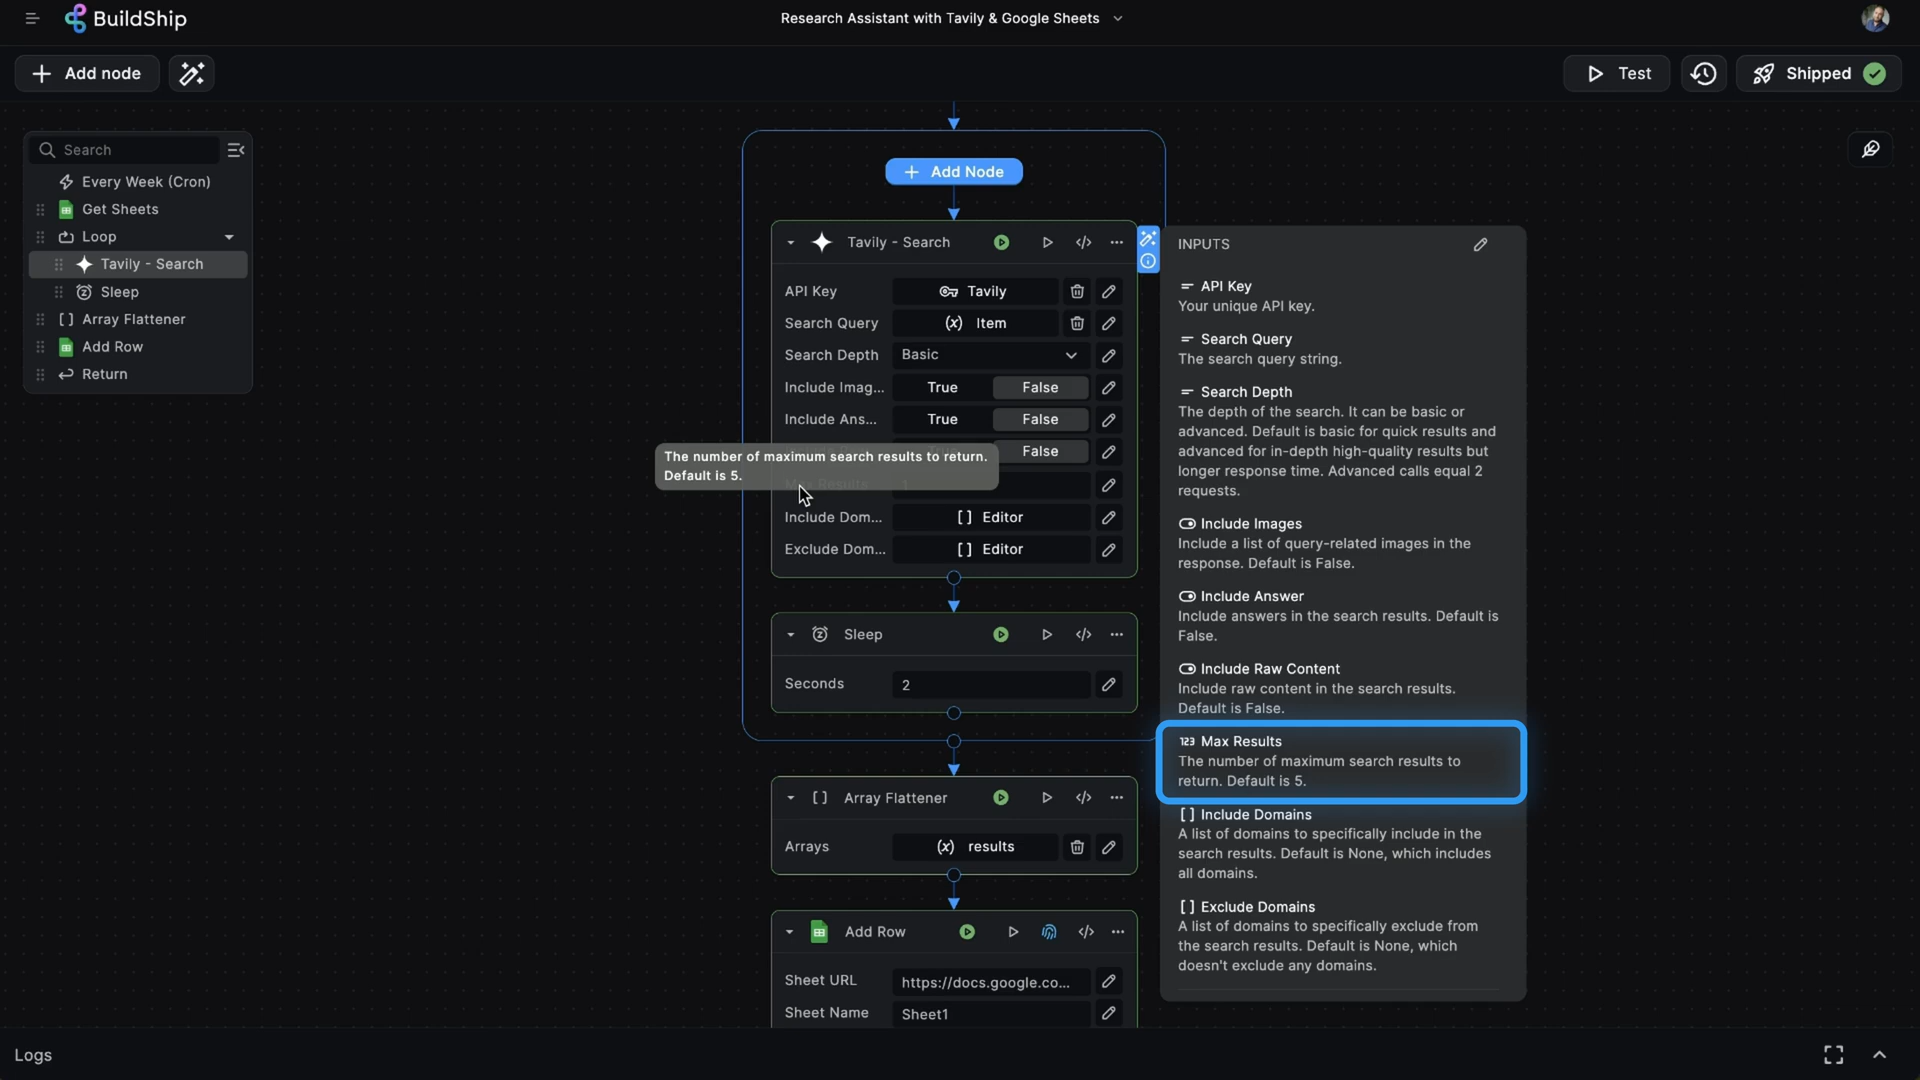 BuildShip
Research Assistant with Tavily & Google Sheets
Add node
Test
Shipped
Search
Every Week (Cron)
Get Sheets
Loop
Tavily - Search
Sleep
Array Flattener
Add Row
Return
Add Node
Tavily - Search
API Key
Tavily
Search Query
(x) Item
Search Depth
Basic
Include Imag...
True
False
Include Ans...
True
False
False
The number of maximum search results to return.
Default is 5.
Max Results
1
Include Dom...
[] Editor
Exclude Dom...
[] Editor
Sleep
Seconds
2
[] Array Flattener
Arrays
(x) results
Add Row
Sheet URL
https://docs.google.co...
Sheet Name
Sheet1
INPUTS
API Key
Your unique API key.
Search Query
The search query string.
Search Depth
The depth of the search. It can be basic or
advanced. Default is basic for quick results and
advanced for in-depth high-quality results but
longer response time. Advanced calls equal 2
requests.
Include Images
Include a list of query-related images in the
response. Default is False.
Include Answer
Include answers in the search results. Default is
False.
Include Raw Content
Include raw content in the search results.
Default is False.
123 Max Results
The number of maximum search results to
return. Default is 5.
[] Include Domains
A list of domains to specifically include in the
search results. Default is None, which includes
all domains.
[] Exclude Domains
A list of domains to specifically exclude from
the search results. Default is None, which
doesn't exclude any domains.
Logs